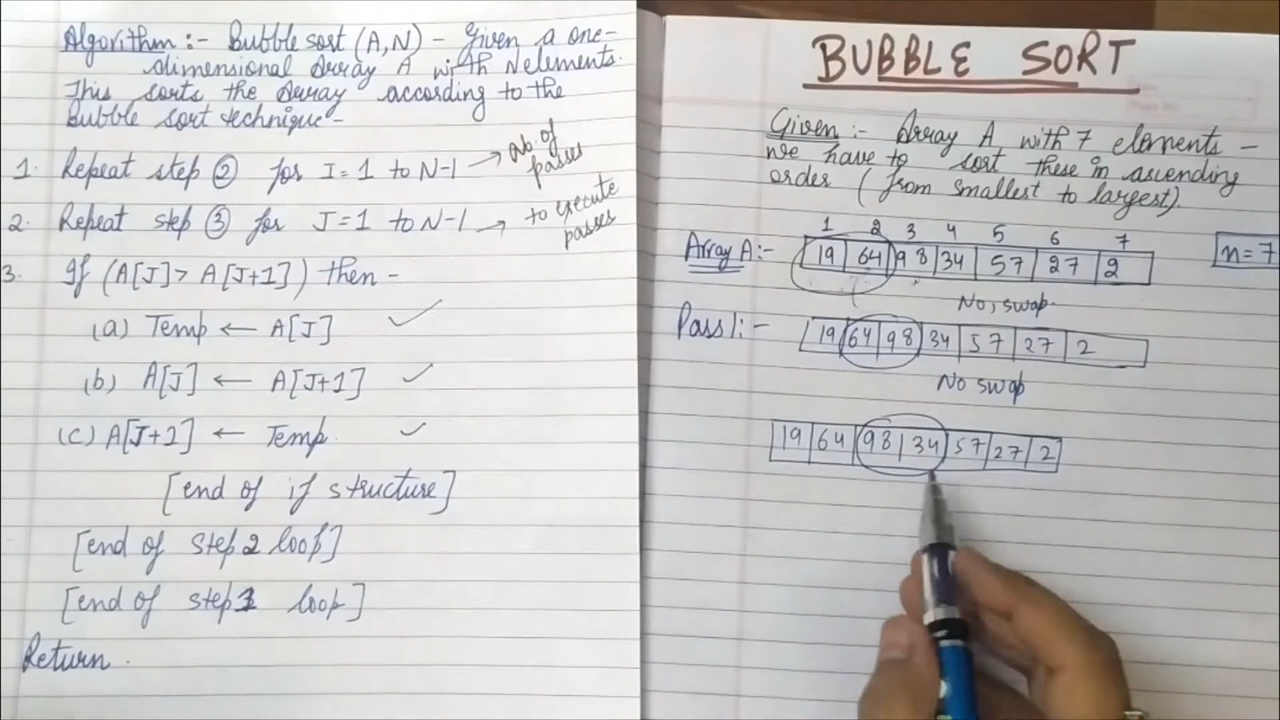 Algorithm :- Bubble sort (A,N) - Given a one-
dimensional array A with N elements.
This sorts the array according to the
bubble sort technique -
1. Repeat step ② for I = 1 to N-1 → No. of
passes
2. Repeat step ③ for J = 1 to N-1 → to execute
passes
3. If (A[J] > A[J+1]) then -
(a) Temp ← A[J] ✓
(b) A[J] ← A[J+1] ✓
(c) A[J+1] ← Temp. ✓
[end of if structure]
[end of step 2 loop]
[end of step 1 loop]
Return.
BUBBLE SORT
Given :- Array A with 7 elements -
we have to sort these in ascending
order (from smallest to largest).
1 2 3 4 5 6 7
Array A :- 19 64 98 34 57 27 2 n = 7
No, swap.
Pass 1 :- 19 64 98 34 57 27 2
No swap
19 64 98 34 57 27 2